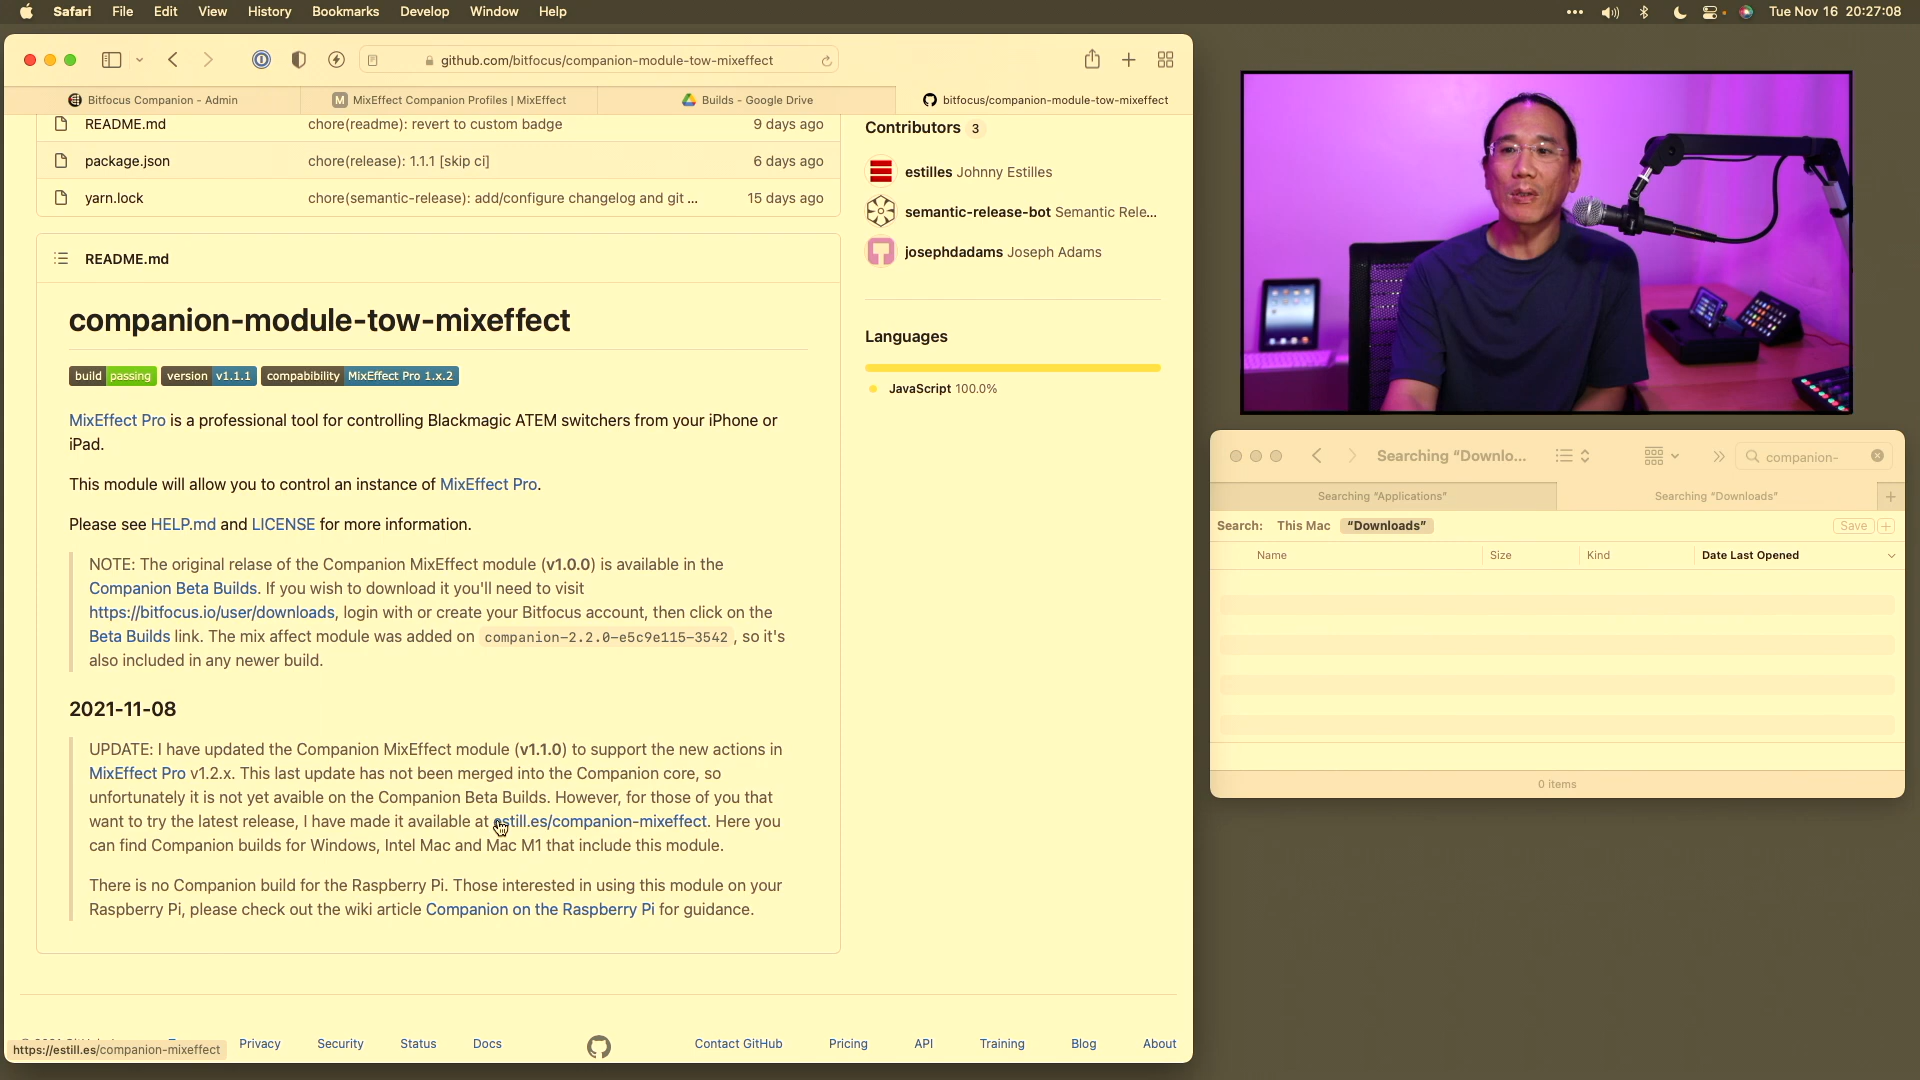 Safari File Edit View History Bookmarks Develop Window Help
Tue Nov 16 20:27:08
github.com/bitfocus/companion-module-tow-mixeffect
Bitfocus Companion - Admin
MixEffect Companion Profiles | MixEffect
Builds - Google Drive
bitfocus/companion-module-tow-mixeffect
README.md chore(readme): revert to custom badge 9 days ago
package.json chore(release): 1.1.1 [skip ci] 6 days ago
yarn.lock chore(semantic-release): add/configure changelog and git ... 15 days ago
README.md
companion-module-tow-mixeffect
build passing version v1.1.1 compabibility MixEffect Pro 1.x.2
MixEffect Pro is a professional tool for controlling Blackmagic ATEM switchers from your iPhone or
iPad.
This module will allow you to control an instance of MixEffect Pro.
Please see HELP.md and LICENSE for more information.
NOTE: The original relase of the Companion MixEffect module (v1.0.0) is available in the
Companion Beta Builds. If you wish to download it you'll need to visit
https://bitfocus.io/user/downloads, login with or create your Bitfocus account, then click on the
Beta Builds link. The mix affect module was added on companion-2.2.0-e5c9e115-3542, so it's
also included in any newer build.
2021-11-08
UPDATE: I have updated the Companion MixEffect module (v1.1.0) to support the new actions in
MixEffect Pro v1.2.x. This last update has not been merged into the Companion core, so
unfortunately it is not yet avaible on the Companion Beta Builds. However, for those of you that
want to try the latest release, I have made it available at estill.es/companion-mixeffect. Here you
can find Companion builds for Windows, Intel Mac and Mac M1 that include this module.
There is no Companion build for the Raspberry Pi. Those interested in using this module on your
Raspberry Pi, please check out the wiki article Companion on the Raspberry Pi for guidance.
Contributors 3
estilles Johnny Estilles
semantic-release-bot Semantic Rele...
josephdadams Joseph Adams
Languages
JavaScript 100.0%
Privacy Security Status Docs Contact GitHub Pricing API Training Blog About
https://estill.es/companion-mixeffect
Searching “Downlo... companion-
Searching “Applications” Searching “Downloads”
Search: This Mac “Downloads” Save
Name Size Kind Date Last Opened
0 items